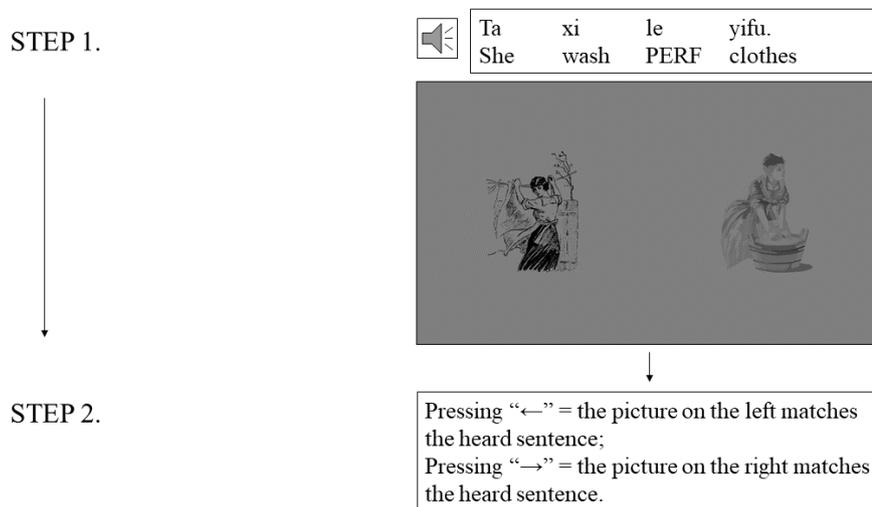 STEP 1.
Ta xi le yifu.
She wash PERF clothes
STEP 2.
Pressing “←” = the picture on the left matches
the heard sentence;
Pressing “→” = the picture on the right matches
the heard sentence.